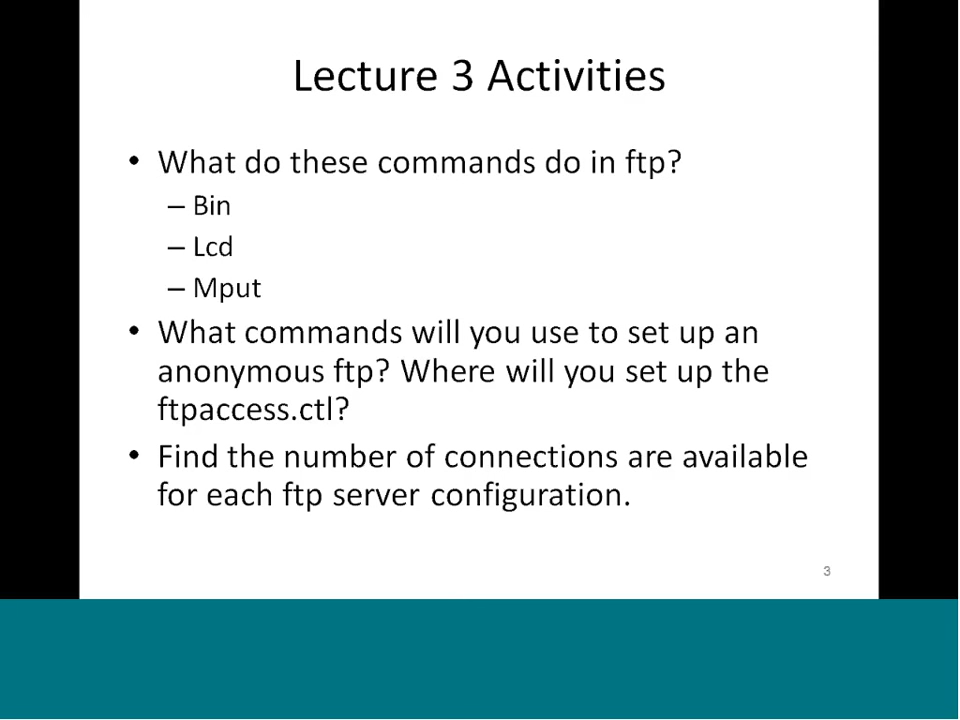 Lecture 3 Activities
• What do these commands do in ftp?
– Bin
– Lcd
– Mput
• What commands will you use to set up an
anonymous ftp? Where will you set up the
ftpaccess.ctl?
• Find the number of connections are available
for each ftp server configuration.
3